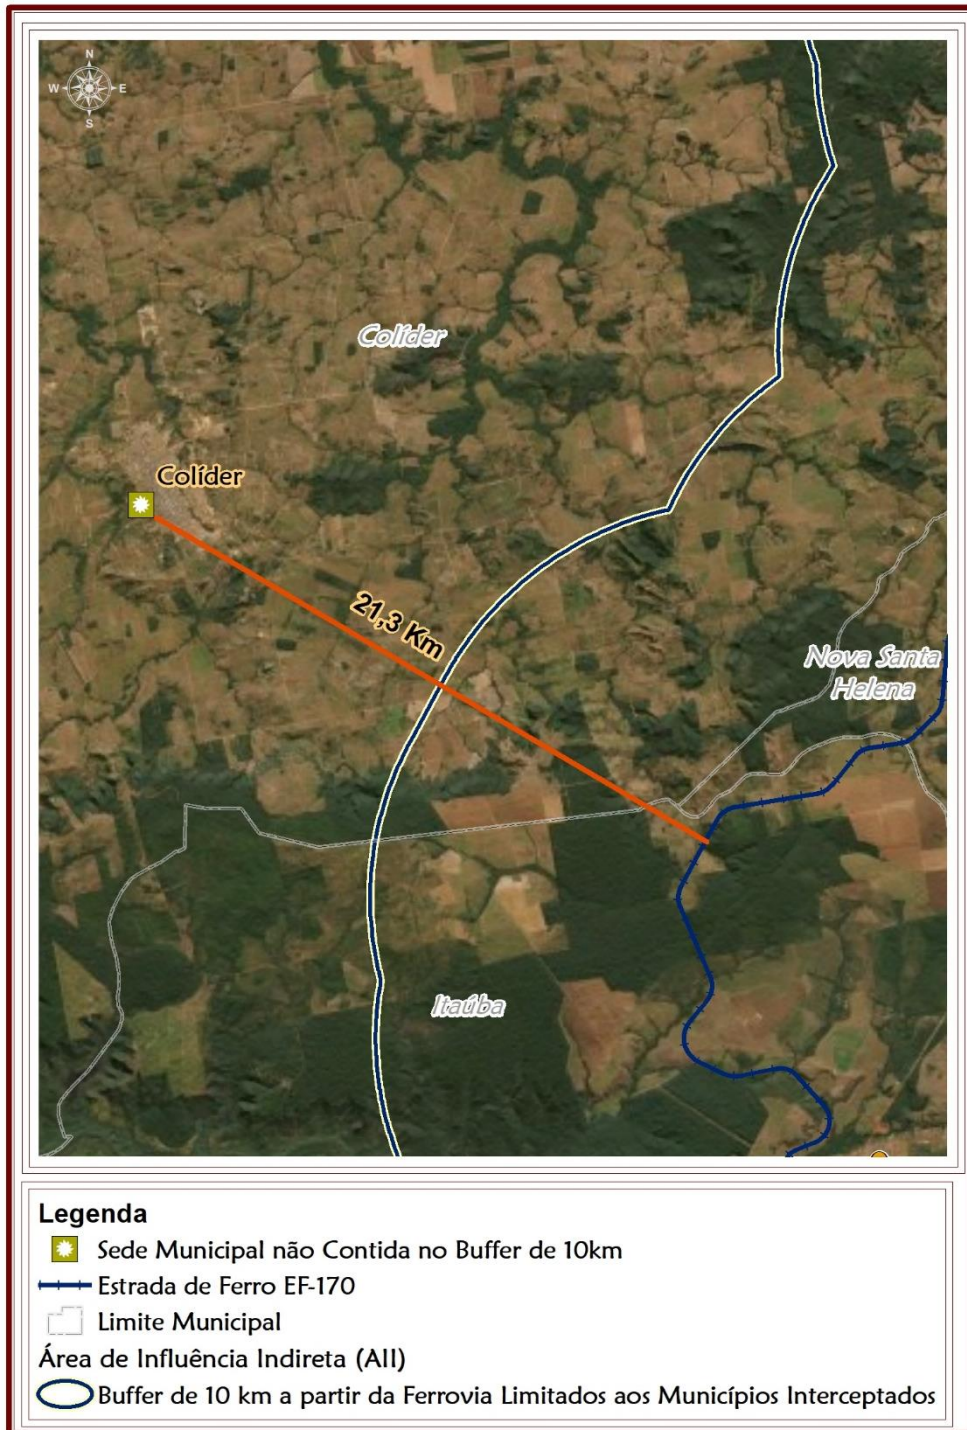 N
W E
S
Colíder
Colíder
21,3 Km
Nova Santa
Helena
Itaúba
Legenda
Sede Municipal não Contida no Buffer de 10km
Estrada de Ferro EF-170
Limite Municipal
Área de Influência Indireta (AII)
Buffer de 10 km a partir da Ferrovia Limitados aos Municípios Interceptados